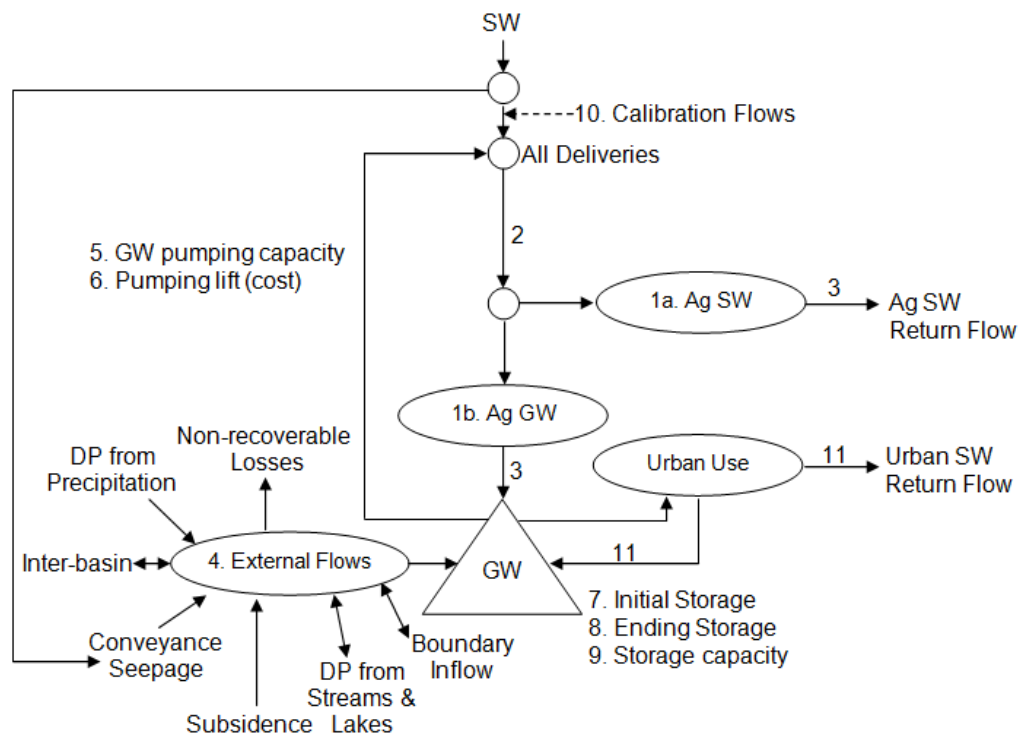 SW
10. Calibration Flows
All Deliveries
2
5. GW pumping capacity
6. Pumping lift (cost)
1a. Ag SW
3
Ag SW
Return Flow
1b. Ag GW
3
Non-recoverable
Losses
DP from
Precipitation
Urban Use
11
Urban SW
Return Flow
Inter-basin
4. External Flows
GW
11
7. Initial Storage
8. Ending Storage
9. Storage capacity
Conveyance
Seepage
Boundary
Inflow
DP from
Streams &
Lakes
Subsidence